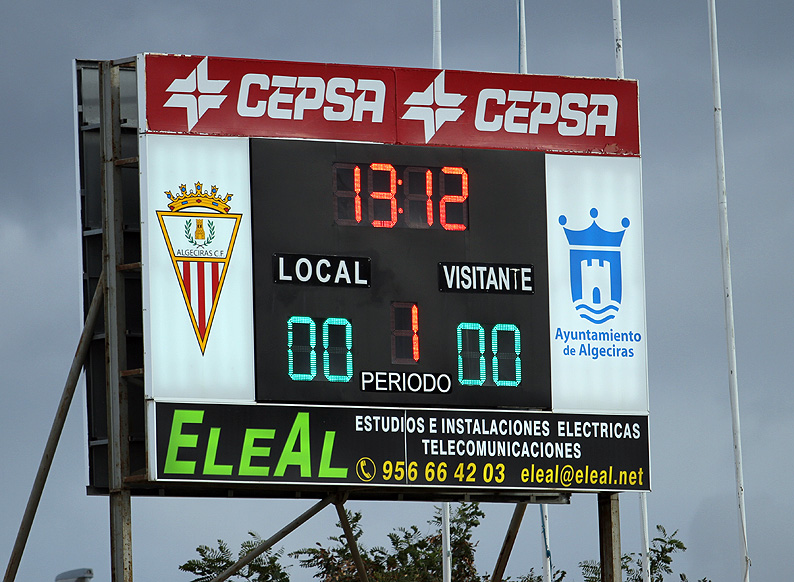 CEPSA CEPSA
13:12
ALGECIRAS C.F.
LOCAL VISITANTE
00 1 00
PERIODO
Ayuntamiento
de Algeciras
ELEAL
ESTUDIOS E INSTALACIONES ELECTRICAS
TELECOMUNICACIONES
956 66 42 03 eleal@eleal.net